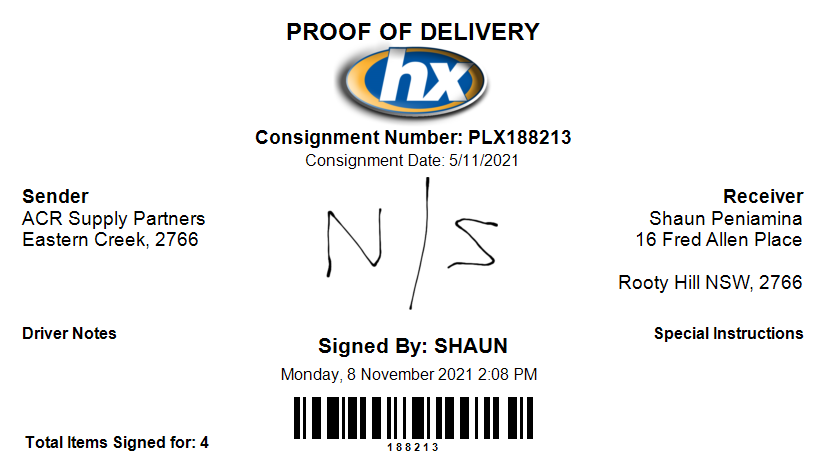 PROOF OF DELIVERY
hx
Consignment Number: PLX188213
Consignment Date: 5/11/2021
Sender
ACR Supply Partners
Eastern Creek, 2766
N/S
Receiver
Shaun Peniamina
16 Fred Allen Place
Rooty Hill NSW, 2766
Driver Notes
Special Instructions
Signed By: SHAUN
Monday, 8 November 2021 2:08 PM
188213
Total Items Signed for: 4